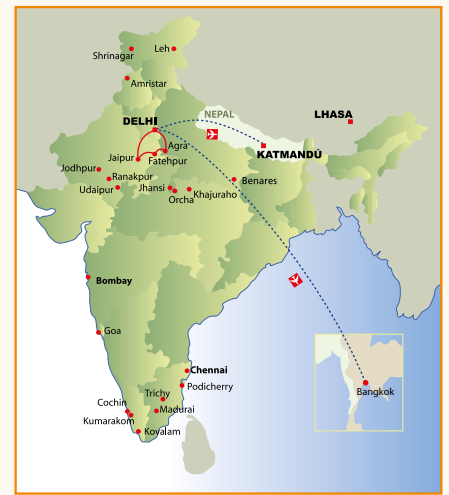 Leh
Shrinagar
Amristar
NEPAL
LHASA
DELHI
Agra
KATMANDÚ
Jaipur
Fatehpur
Jodhpur
Ranakpur
Benares
Udaipur
Jhansi
Khajuraho
Orcha
Bombay
Goa
Chennai
Podicherry
Bangkok
Trichy
Cochin
Madurai
Kumarakom
Kovalam